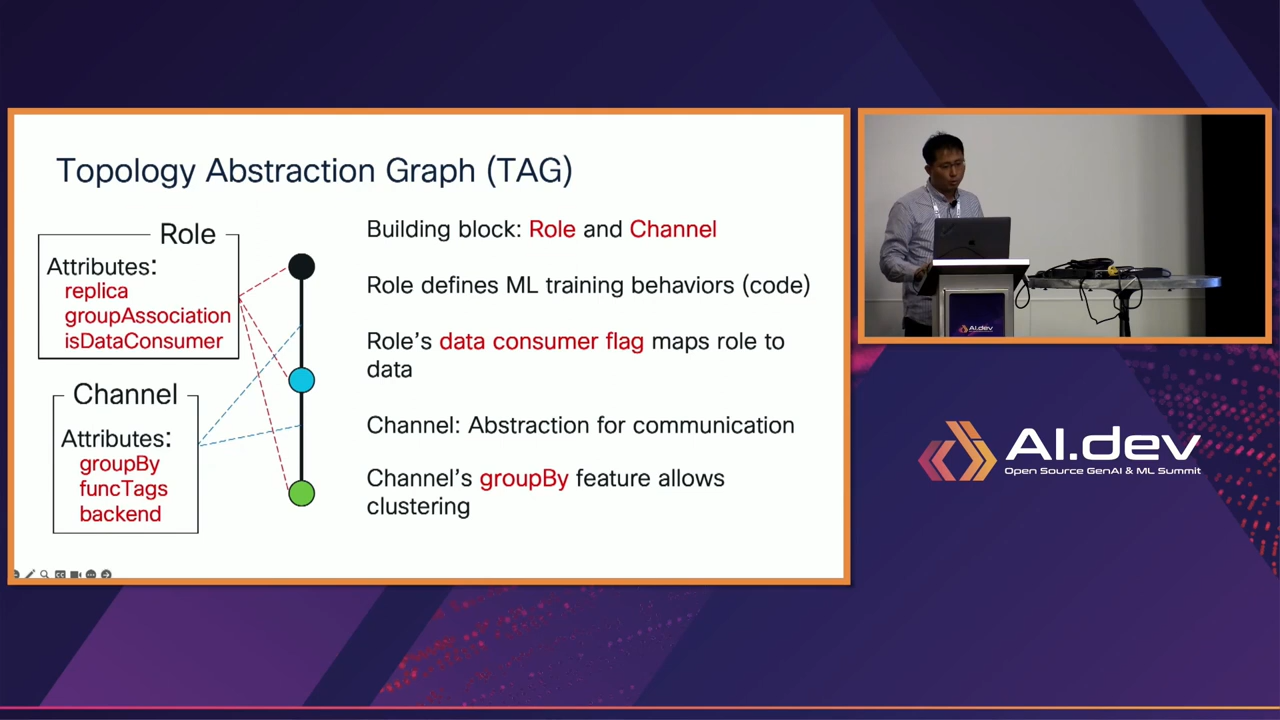 Topology Abstraction Graph (TAG)
Role
Attributes:
replica
groupAssociation
isDataConsumer
Channel
Attributes:
groupBy
funcTags
backend
Building block: Role and Channel
Role defines ML training behaviors (code)
Role's data consumer flag maps role to
data
Channel: Abstraction for communication
Channel's groupBy feature allows
clustering
AI.dev
AI.dev
Open Source GenAI & ML Summit